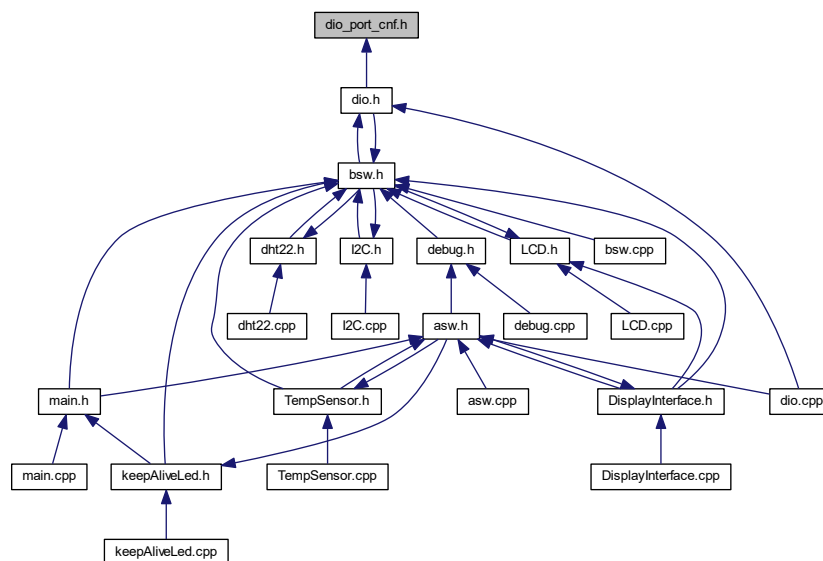 dio_port_cnf.h
dio.h
bsw.h
dht22.h
I2C.h
debug.h
LCD.h
bsw.cpp
dht22.cpp
I2C.cpp
asw.h
debug.cpp
LCD.cpp
main.h
TempSensor.h
asw.cpp
DisplayInterface.h
dio.cpp
main.cpp
keepAliveLed.h
TempSensor.cpp
DisplayInterface.cpp
keepAliveLed.cpp